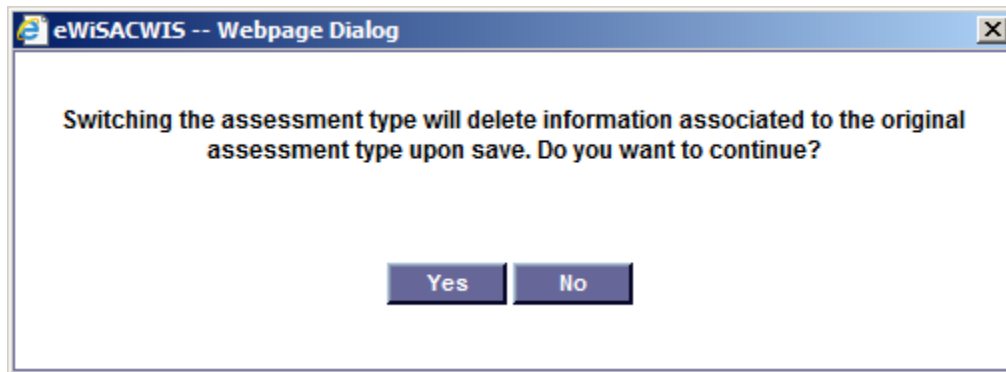 eWiSACWIS -- Webpage Dialog
Switching the assessment type will delete information associated to the original
assessment type upon save. Do you want to continue?
Yes No